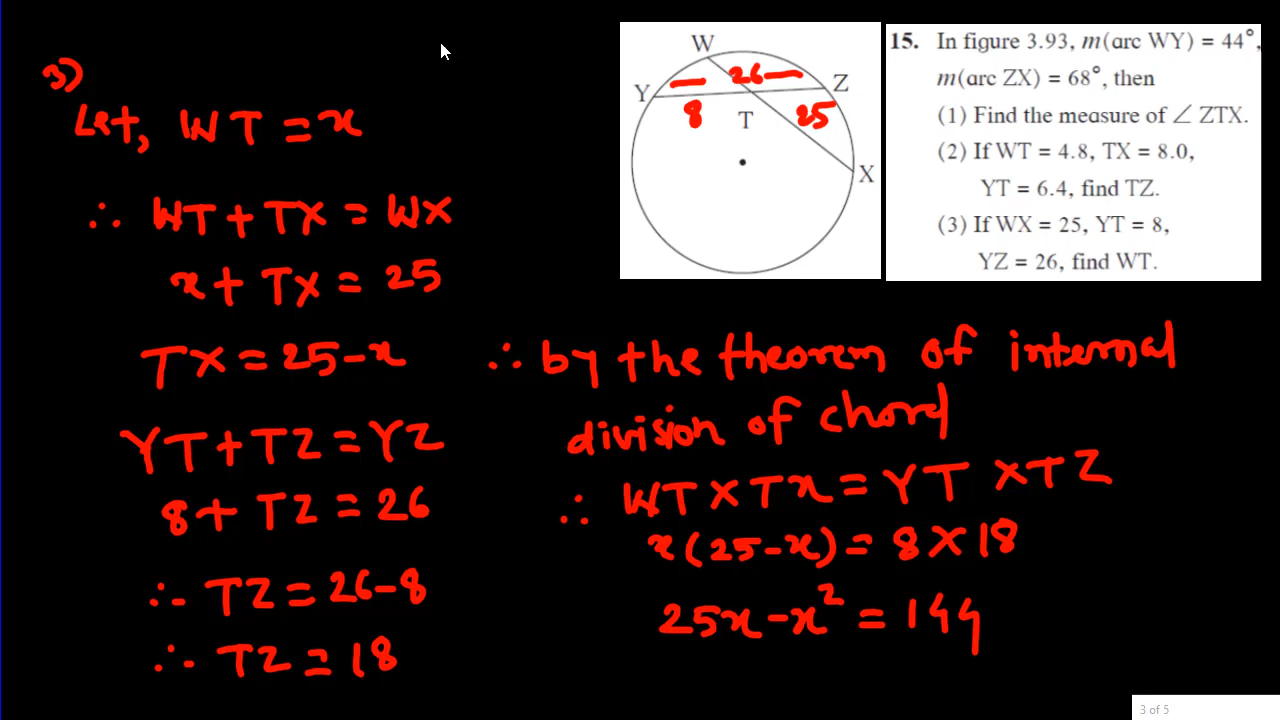 3)
Let, WT = x
∴ WT + TX = WX
x + TX = 25
TX = 25 - x
YT + TZ = YZ
8 + TZ = 26
∴ TZ = 26 - 8
∴ TZ = 18
W
26
Y
Z
8
T
25
X
15. In figure 3.93, m(arc WY) = 44°,
m(arc ZX) = 68°, then
(1) Find the measure of ∠ ZTX.
(2) If WT = 4.8, TX = 8.0,
YT = 6.4, find TZ.
(3) If WX = 25, YT = 8,
YZ = 26, find WT.
∴ by the theorem of internal
division of chord
∴ WT × TX = YT × TZ
x(25 - x) = 8 × 18
25x - x² = 144
3 of 5